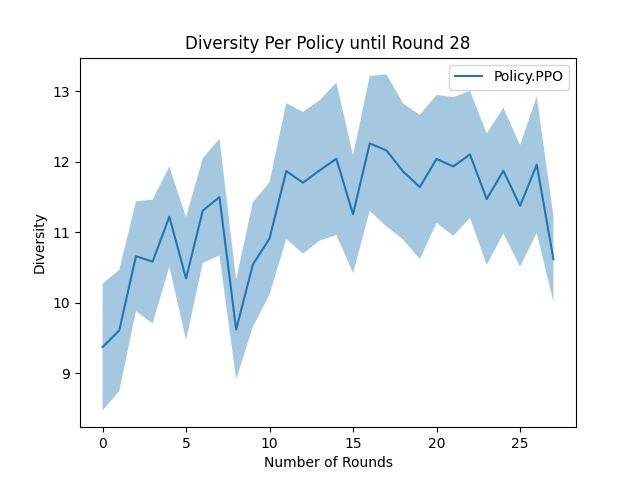 Diversity Per Policy until Round 28
Policy.PPO
Diversity
13
12
11
10
9
0 5 10 15 20 25
Number of Rounds